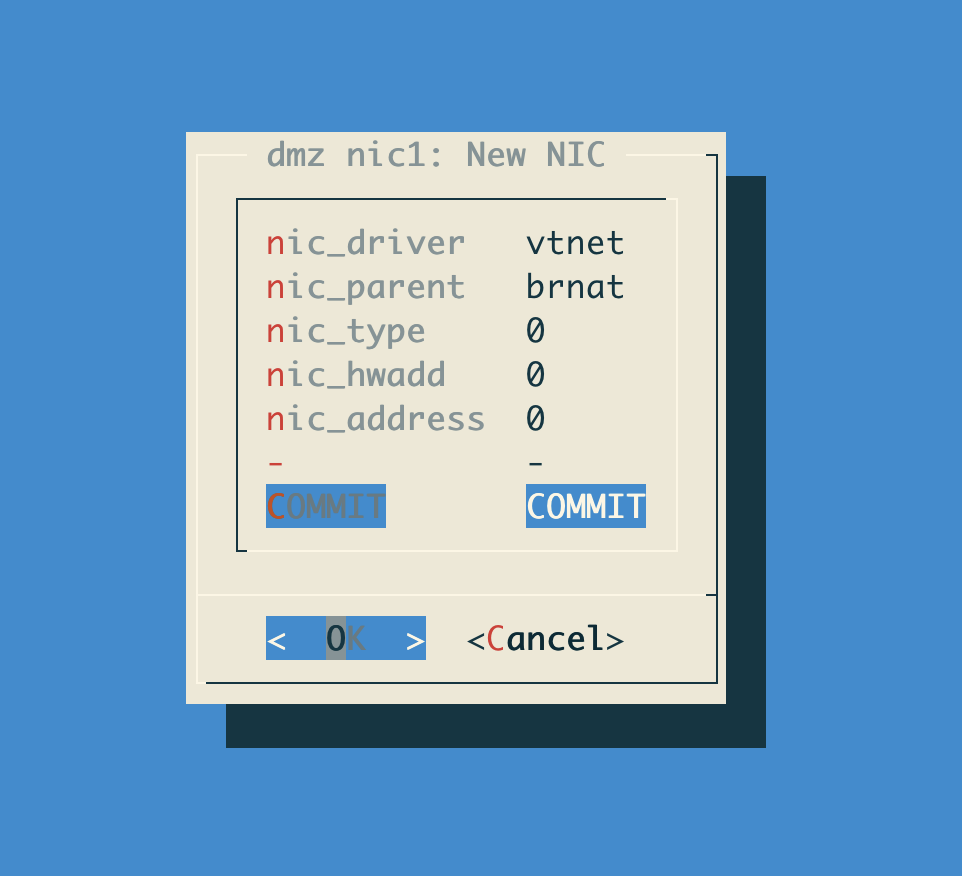 dmz nic1: New NIC
nic_driver vtnet
nic_parent brnat
nic_type 0
nic_hwadd 0
nic_address 0
- -
COMMIT COMMIT
< OK > <Cancel>